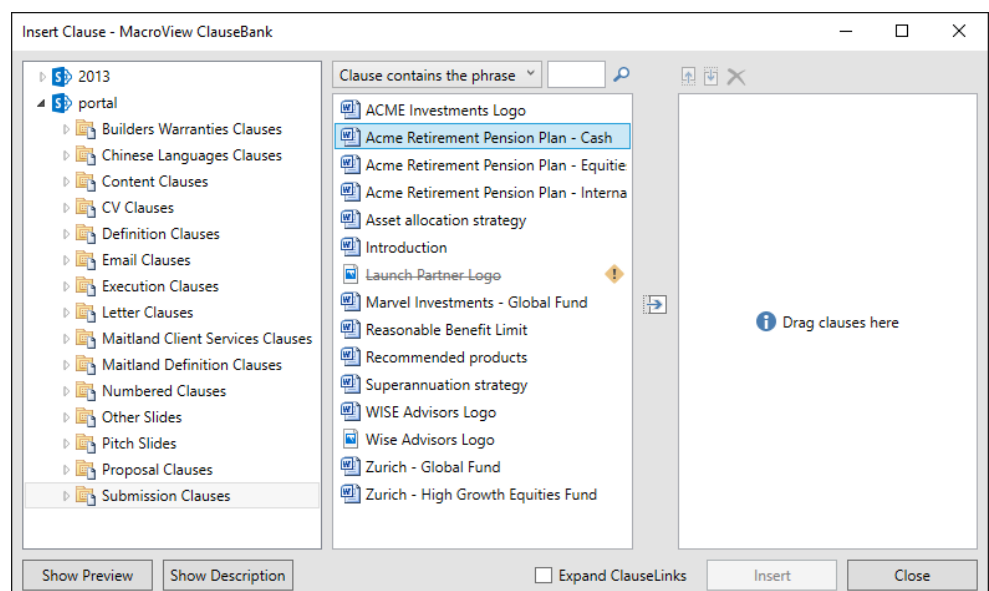 Insert Clause - MacroView ClauseBank
2013
portal
Builders Warranties Clauses
Chinese Languages Clauses
Content Clauses
CV Clauses
Definition Clauses
Email Clauses
Execution Clauses
Letter Clauses
Maitland Client Services Clauses
Maitland Definition Clauses
Numbered Clauses
Other Slides
Pitch Slides
Proposal Clauses
Submission Clauses
Clause contains the phrase
ACME Investments Logo
Acme Retirement Pension Plan - Cash
Acme Retirement Pension Plan - Equitie
Acme Retirement Pension Plan - Interna
Asset allocation strategy
Introduction
Launch Partner Logo
Marvel Investments - Global Fund
Reasonable Benefit Limit
Recommended products
Superannuation strategy
WISE Advisors Logo
Wise Advisors Logo
Zurich - Global Fund
Zurich - High Growth Equities Fund
Drag clauses here
Show Preview
Show Description
Expand ClauseLinks
Insert
Close